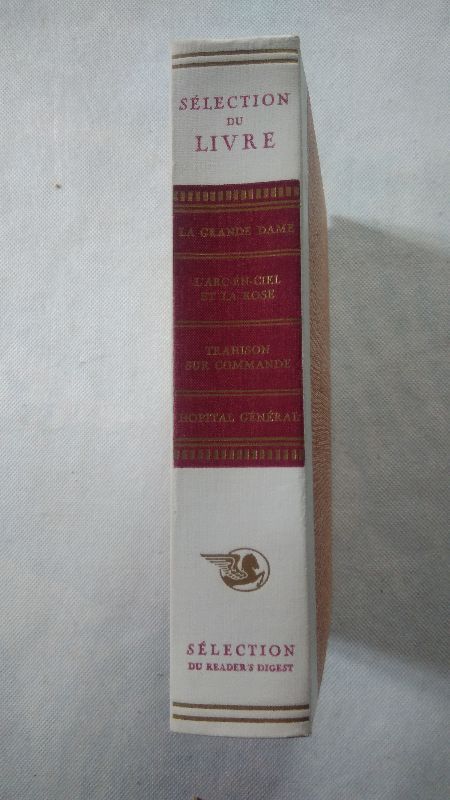 SÉLECTION
DU
LIVRE
LA GRANDE DAME
L'ARC-EN-CIEL
ET LA ROSE
TRAHISON
SUR COMMANDE
HOPITAL GÉNÉRAL
SÉLECTION
DU READER'S DIGEST